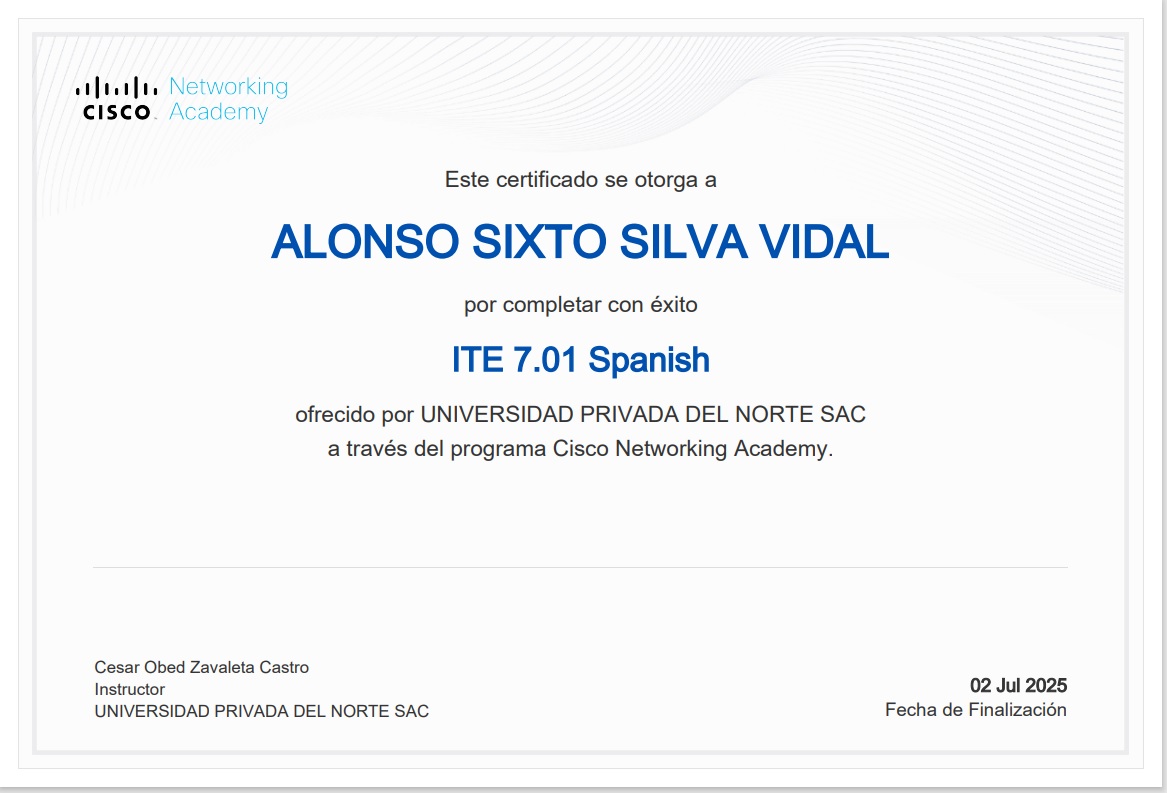 CISCO Networking
Academy
Este certificado se otorga a
ALONSO SIXTO SILVA VIDAL
por completar con éxito
ITE 7.01 Spanish
ofrecido por UNIVERSIDAD PRIVADA DEL NORTE SAC
a través del programa Cisco Networking Academy.
Cesar Obed Zavaleta Castro
Instructor
UNIVERSIDAD PRIVADA DEL NORTE SAC
02 Jul 2025
Fecha de Finalización